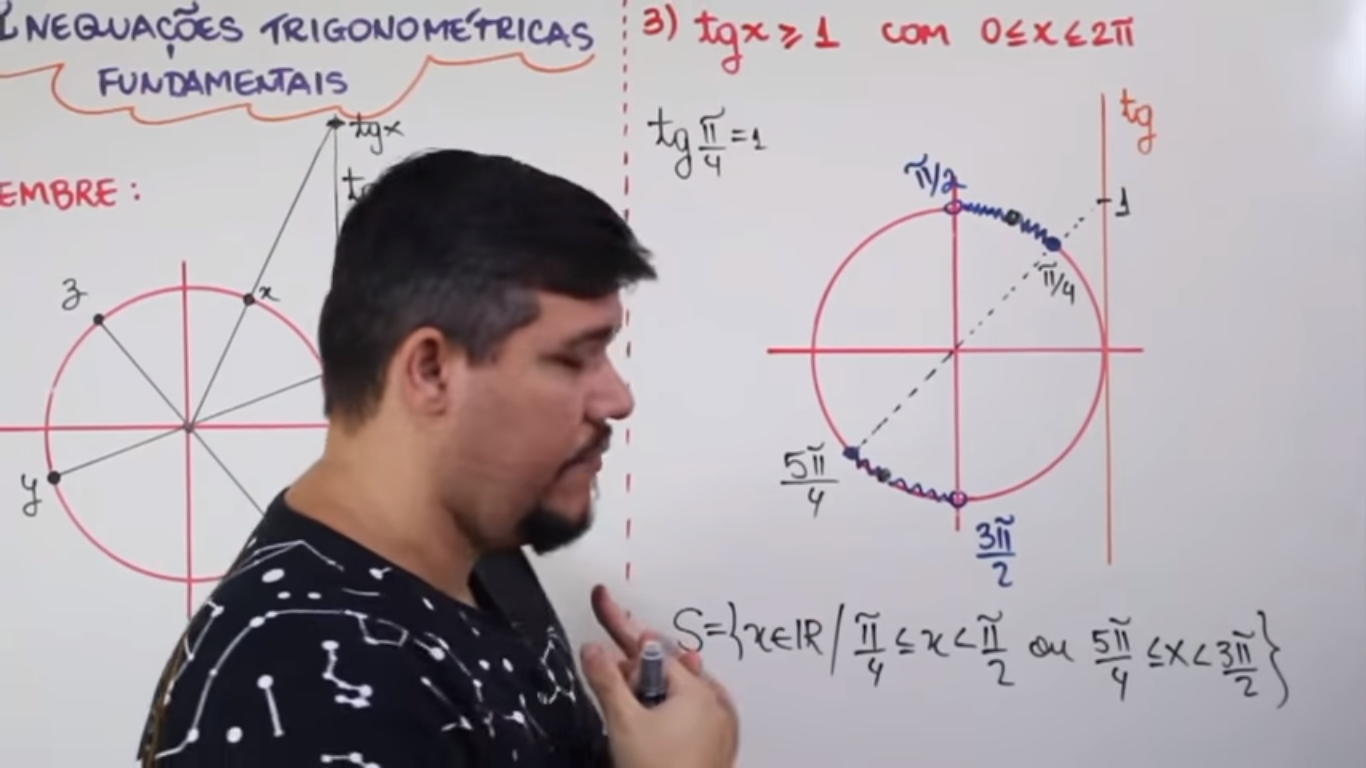 INEQUAÇÕES TRIGONOMÉTRICAS
FUNDAMENTAIS
EMBRE:
tgx
x
z
y
3) tgx ≥ 1 com 0 ≤ x ≤ 2π
tg π/4 = 1
tg
1
π/2
π/4
5π/4
3π/2
S={x∈IR / π/4 ≤ x < π/2 ou 5π/4 ≤ x < 3π/2}